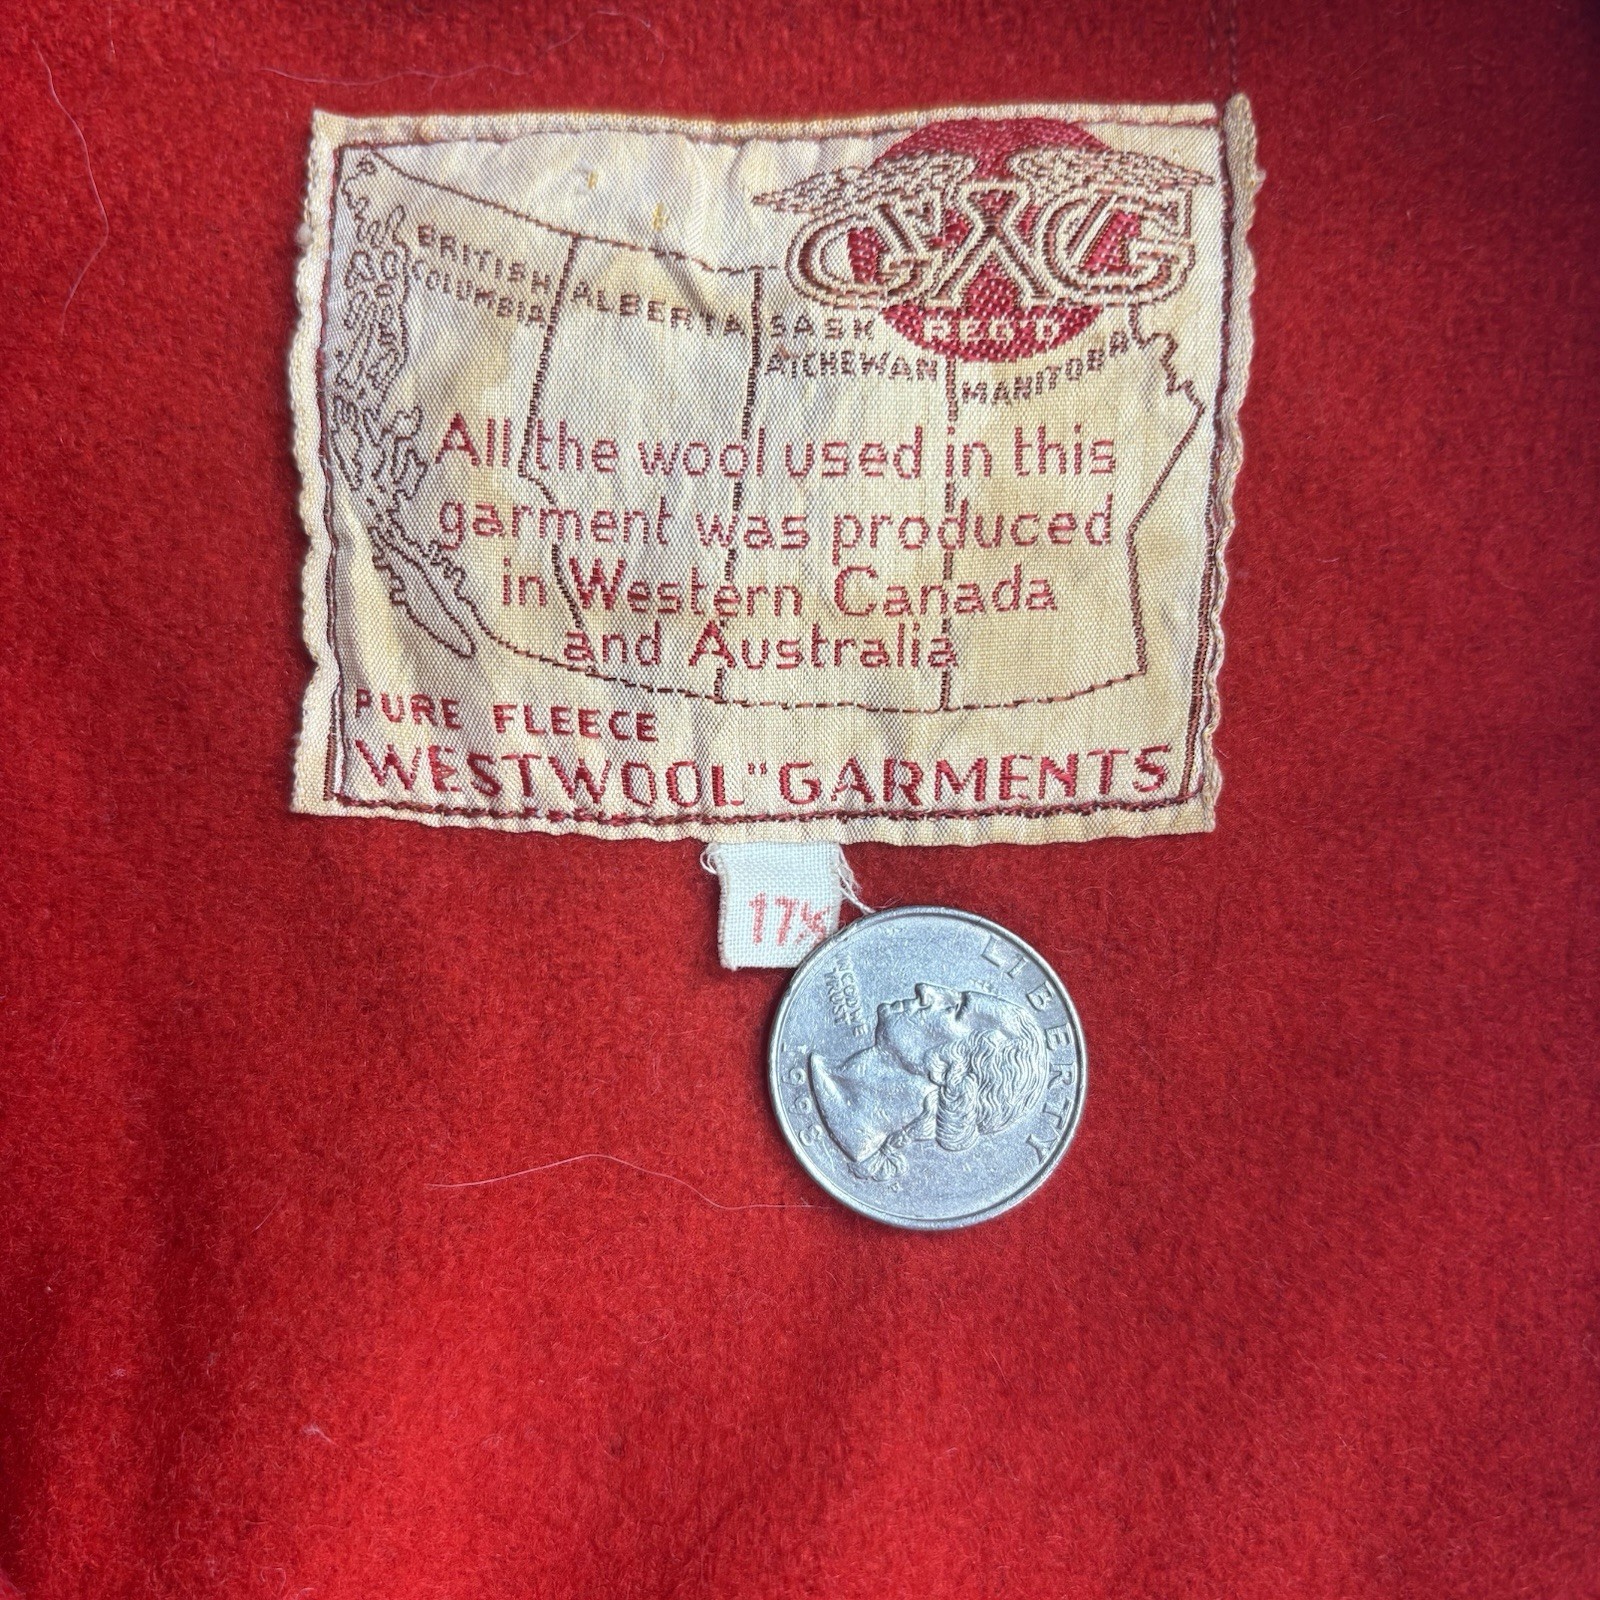 GWG
REG'D
BRITISH
COLUMBIA
ALBERTA
SASK
ATCHEWAN
MANITOBA
All the wool used in this
garment was produced
in Western Canada
and Australia
PURE FLEECE
WESTWOOL" GARMENTS
17½
LIBERTY
IN GOD WE
TRUST